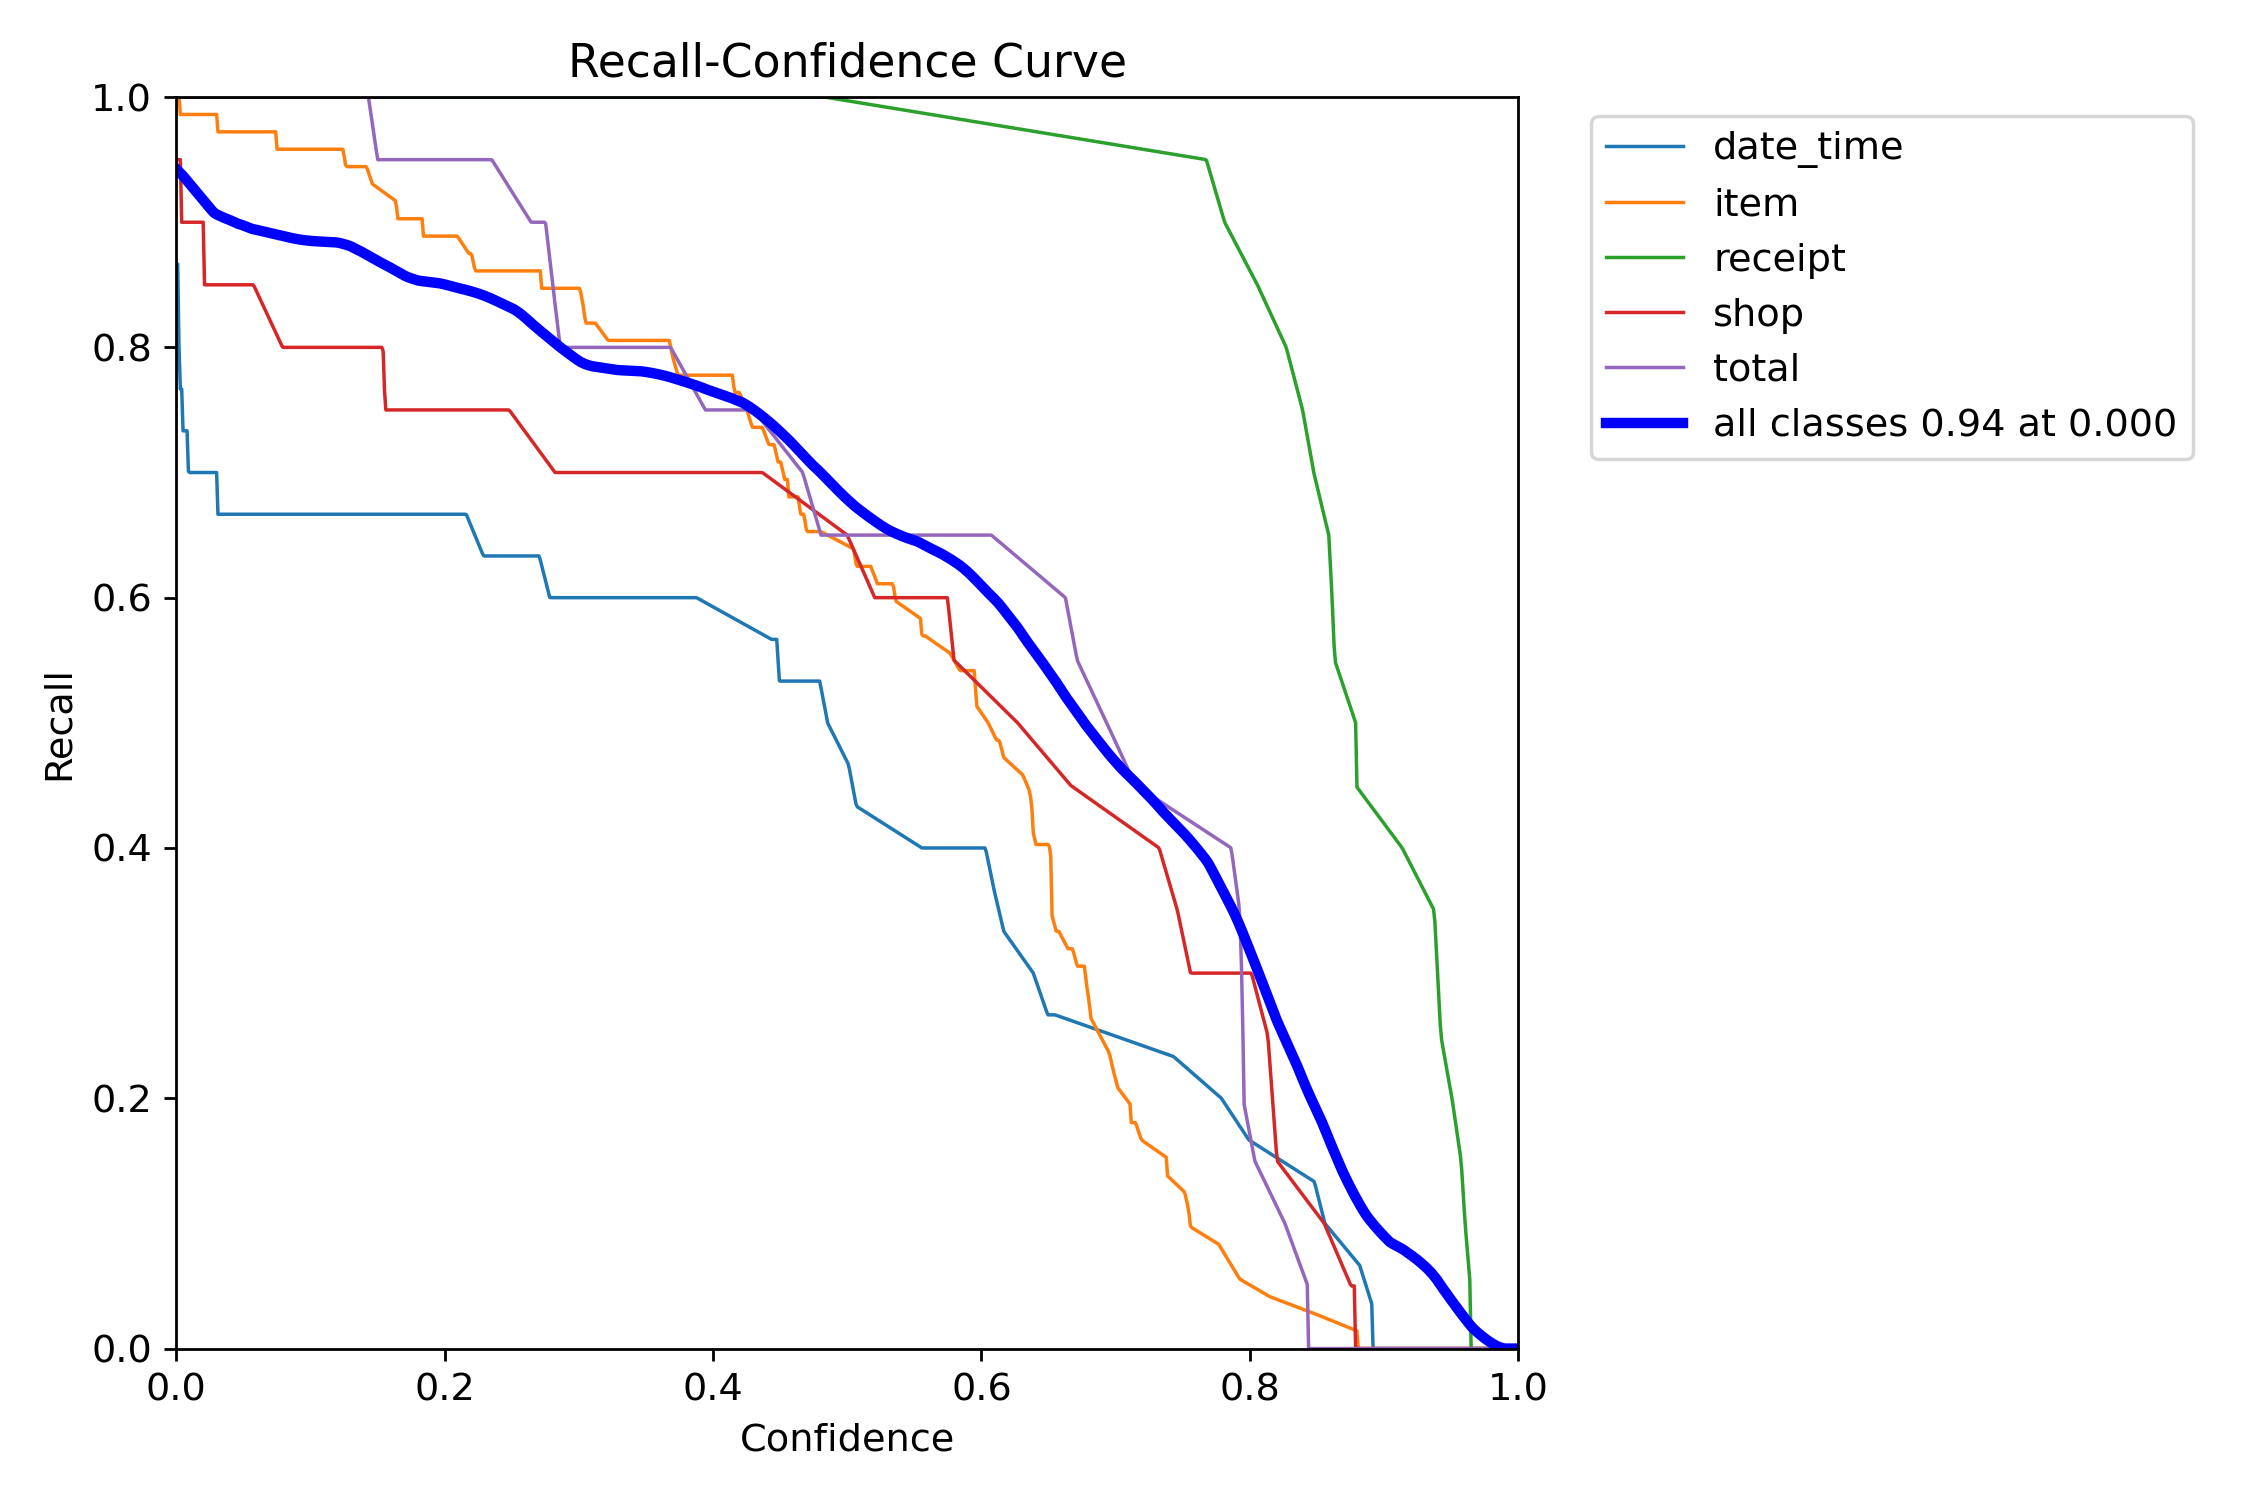 Recall-Confidence Curve
1.0
0.8
0.6
0.4
0.2
0.0
Recall
0.0 0.2 0.4 0.6 0.8 1.0
Confidence
date_time
item
receipt
shop
total
all classes 0.94 at 0.000